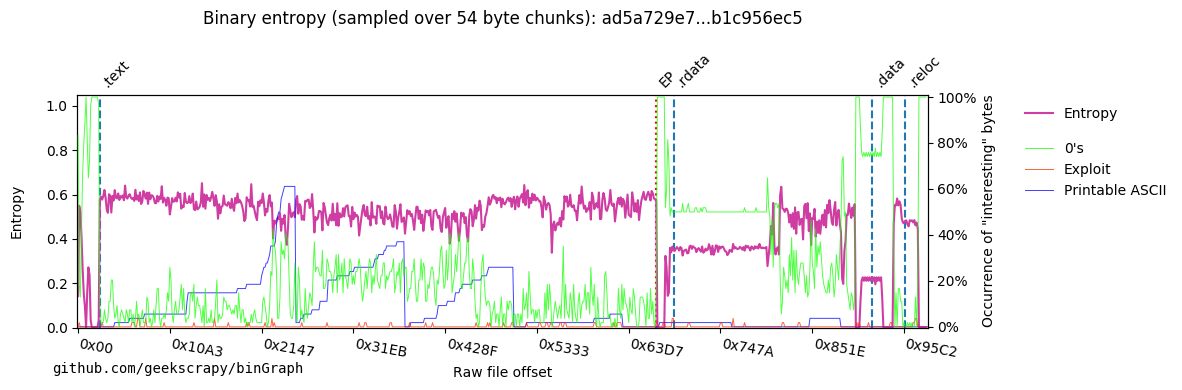 Binary entropy (sampled over 54 byte chunks): ad5a729e7...b1c956ec5
.text
EP
.rdata
.data
.reloc
1.0
0.8
0.6
0.4
0.2
0.0
Entropy
100%
80%
60%
40%
20%
0%
Occurrence of "interesting" bytes
Entropy
0's
Exploit
Printable ASCII
0x00
0x10A3
0x2147
0x31EB
0x428F
0x5333
0x63D7
0x747A
0x851E
0x95C2
github.com/geekscrapy/binGraph
Raw file offset